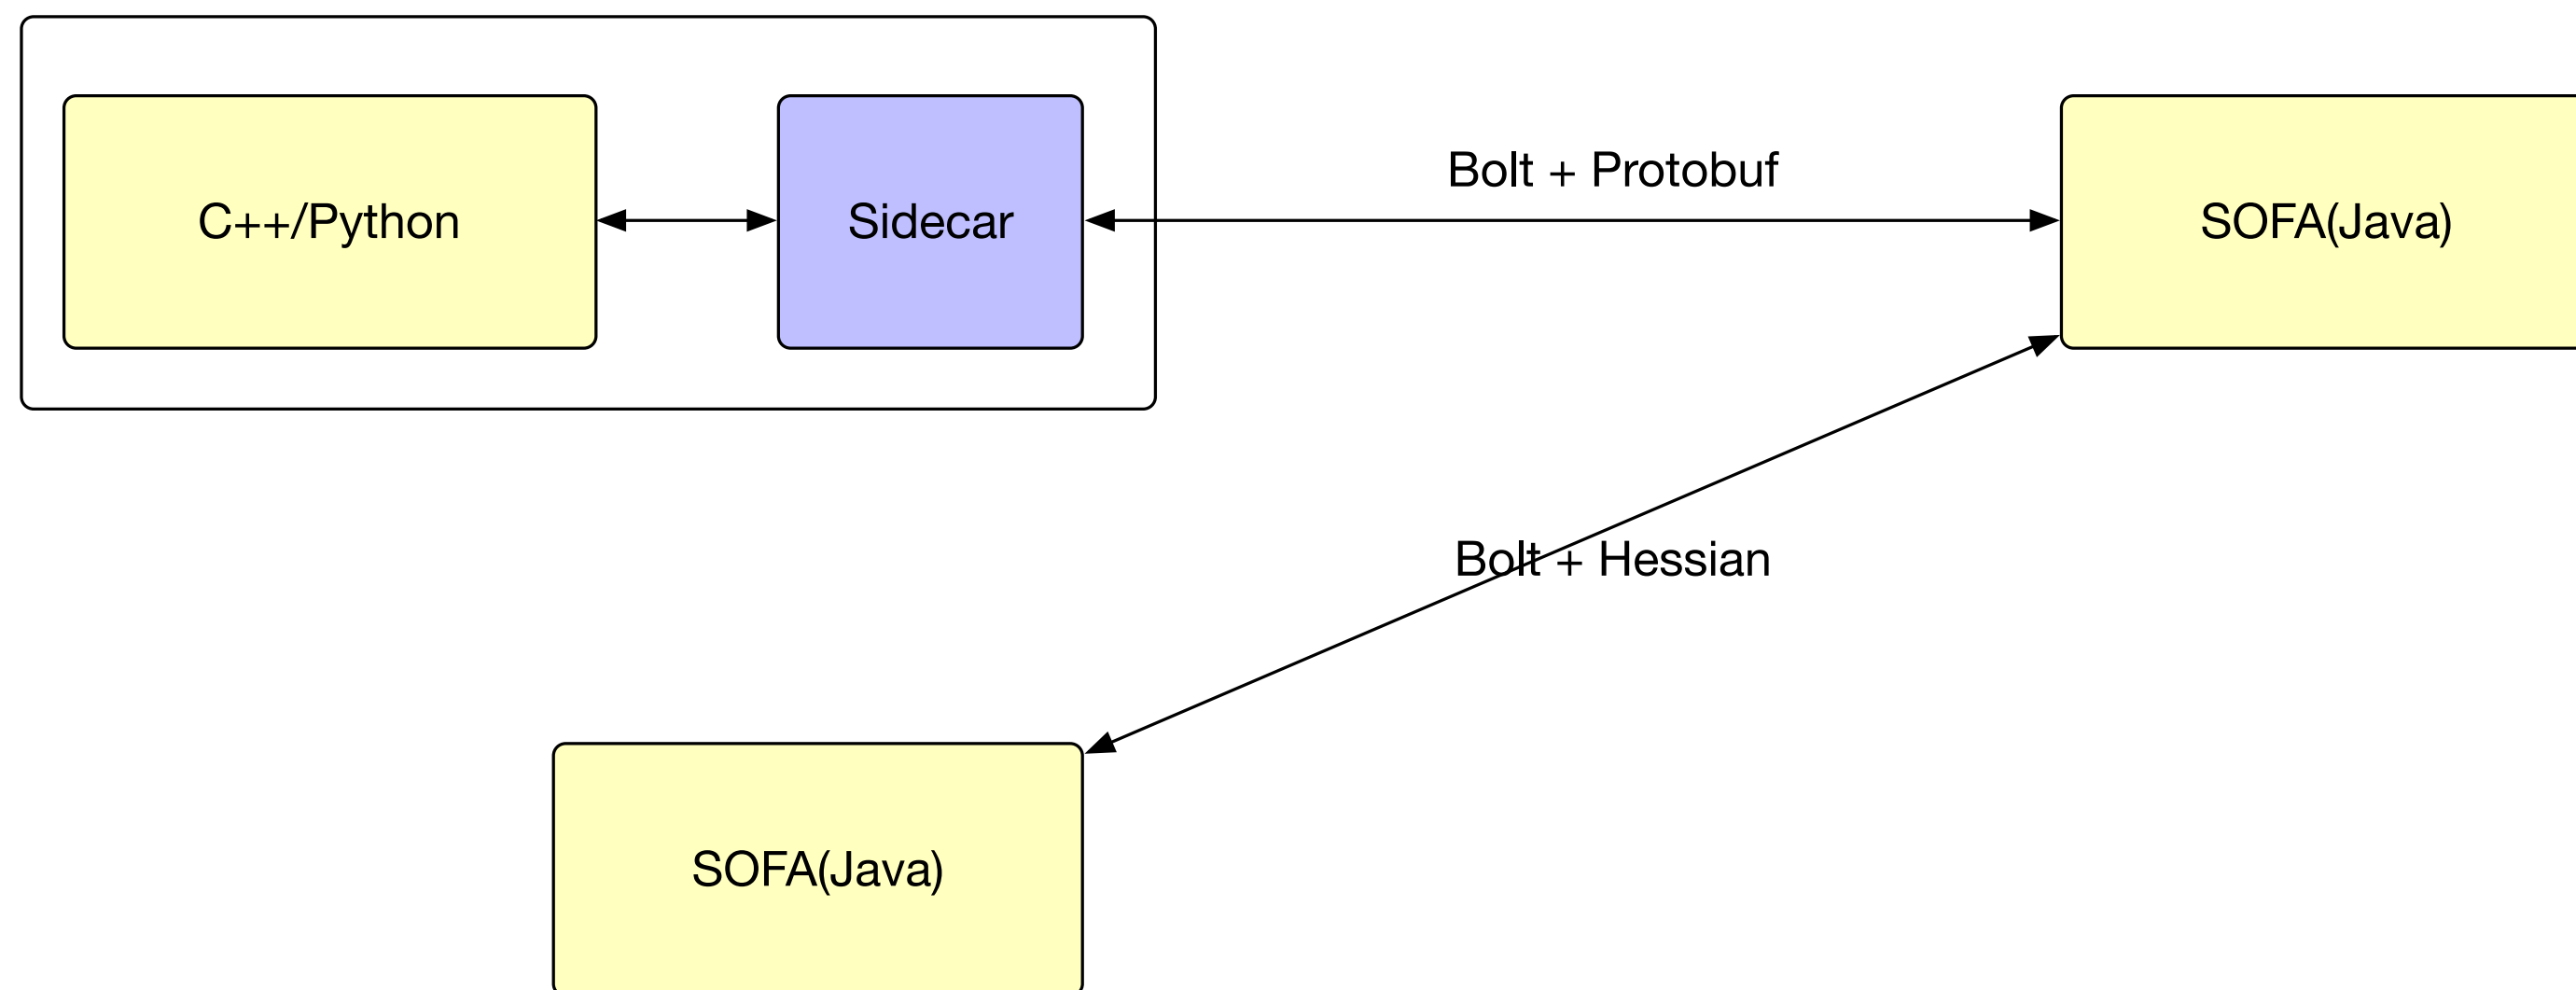 Bolt + Protobuf
C++/Python
Sidecar
SOFA(Java)
Bolt + Hessian
SOFA(Java)